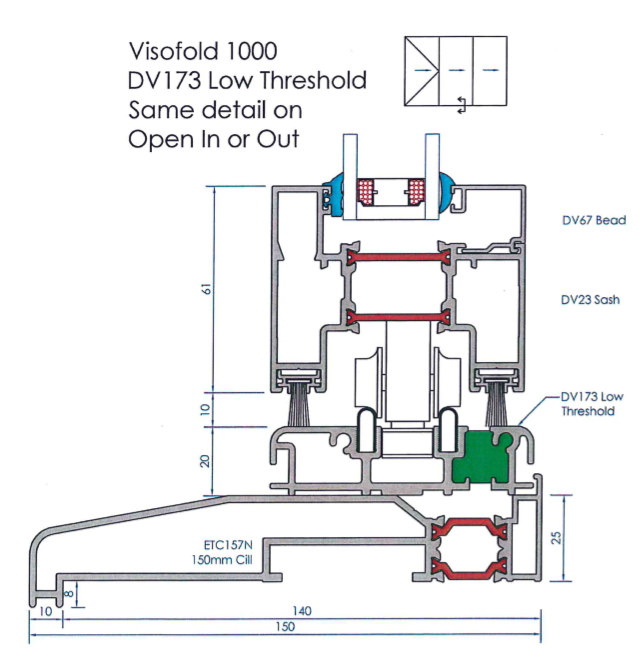 Visofold 1000
DV173 Low Threshold
Same detail on
Open In or Out
DV67 Bead
61
DV23 Sash
10
DV173 Low
Threshold
20
ETC157N
150mm Cill
25
8
10
140
150